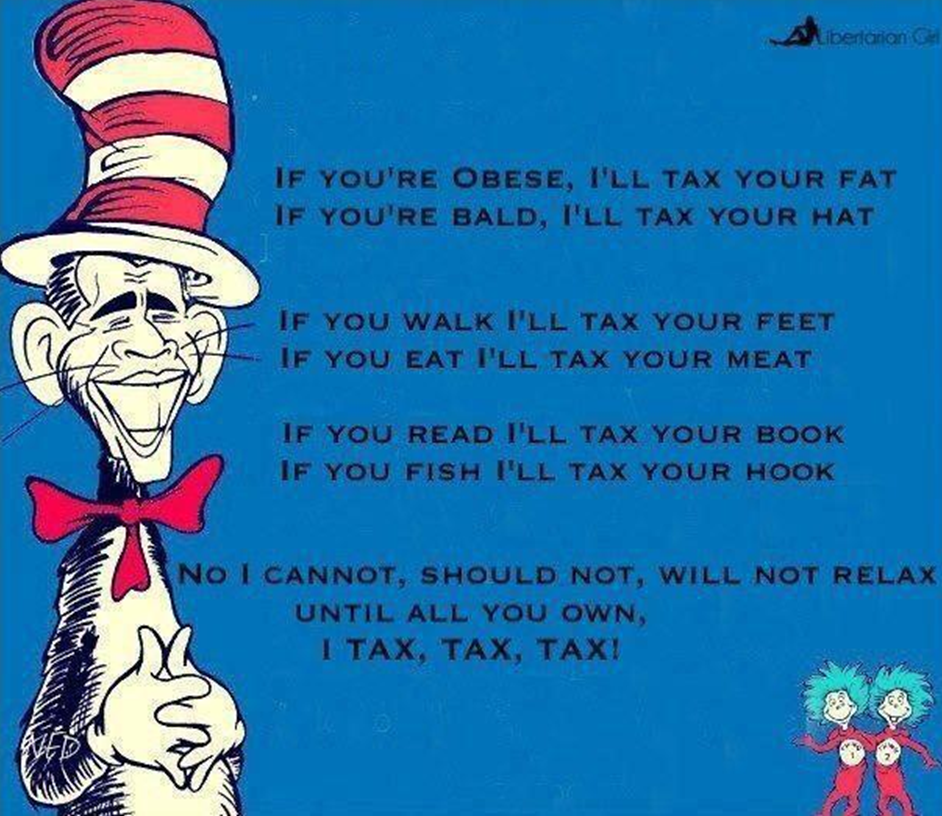 Libertarian Girl
IF YOU'RE OBESE, I'LL TAX YOUR FAT
IF YOU'RE BALD, I'LL TAX YOUR HAT
IF YOU WALK I'LL TAX YOUR FEET
IF YOU EAT I'LL TAX YOUR MEAT
IF YOU READ I'LL TAX YOUR BOOK
IF YOU FISH I'LL TAX YOUR HOOK
NO I CANNOT, SHOULD NOT, WILL NOT RELAX
UNTIL ALL YOU OWN,
I TAX, TAX, TAX!